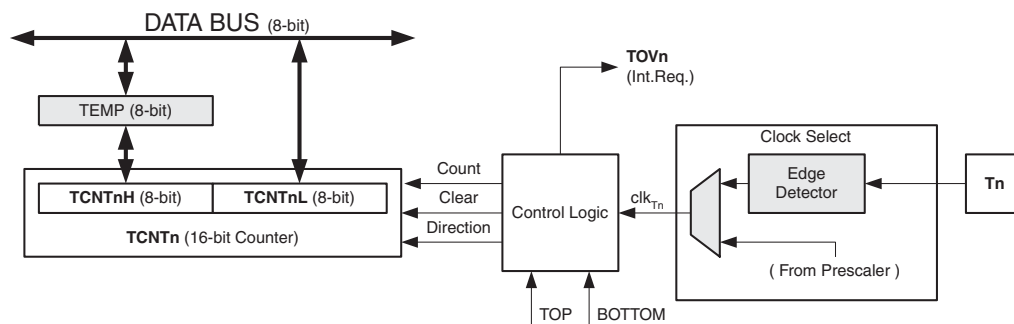 DATA BUS (8-bit)
TEMP (8-bit)
TCNTnH (8-bit)
TCNTnL (8-bit)
TCNTn (16-bit Counter)
Count
Clear
Direction
Control Logic
TOVn
(Int.Req.)
TOP
BOTTOM
clkTn
Clock Select
Edge
Detector
( From Prescaler )
Tn